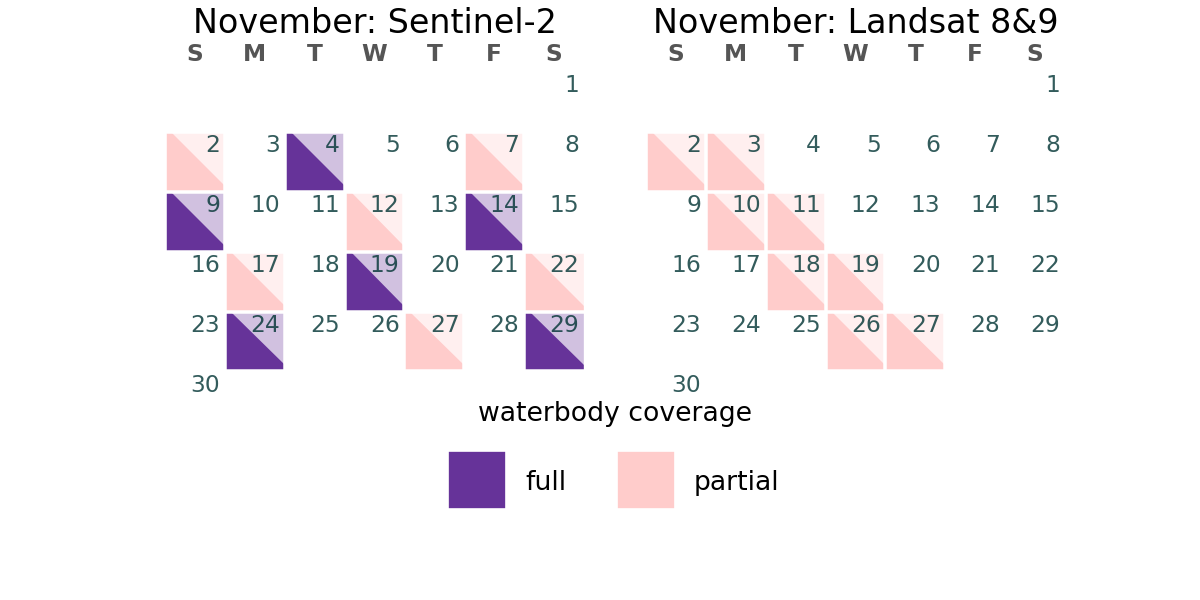 November: Sentinel-2
S M T W T F S
1
2 3 4 5 6 7 8
9 10 11 12 13 14 15
16 17 18 19 20 21 22
23 24 25 26 27 28 29
30
November: Landsat 8&9
S M T W T F S
1
2 3 4 5 6 7 8
9 10 11 12 13 14 15
16 17 18 19 20 21 22
23 24 25 26 27 28 29
30
waterbody coverage
full
partial